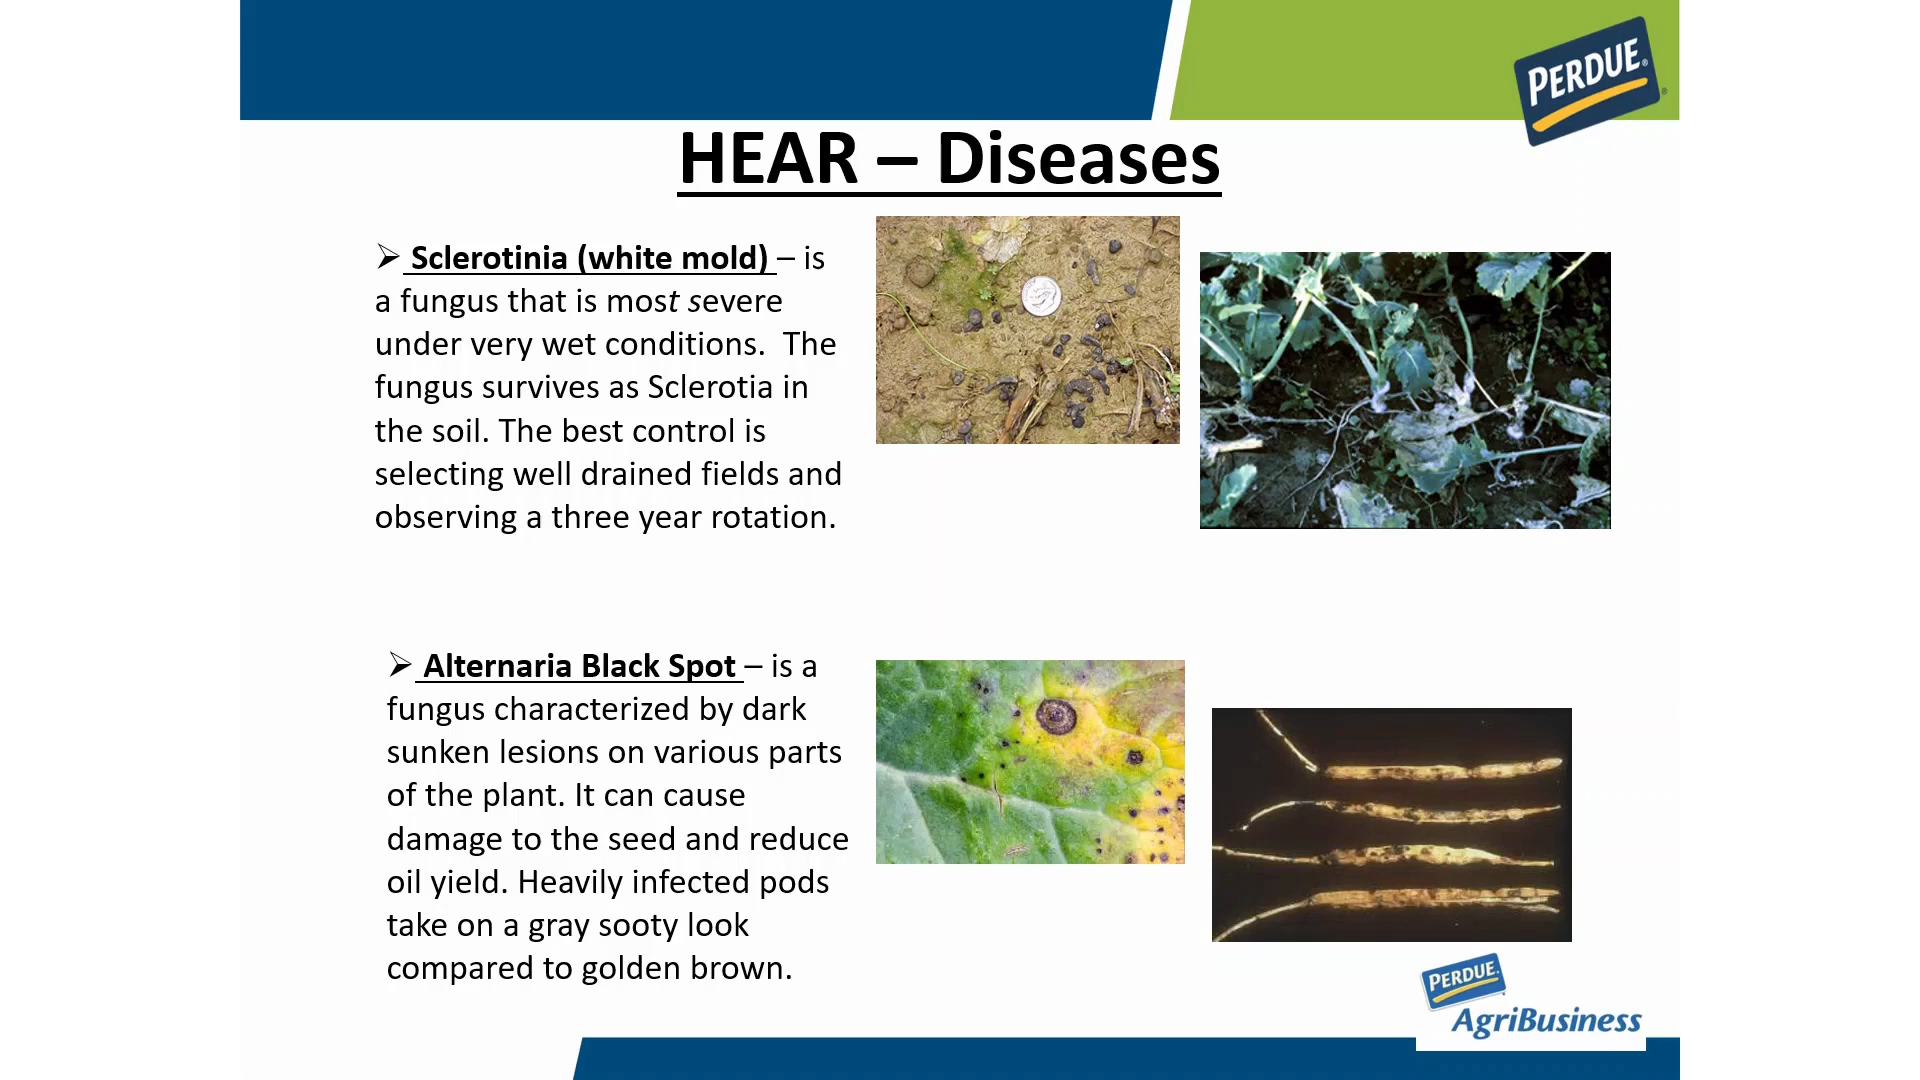 PERDUE®
HEAR – Diseases
➢ Sclerotinia (white mold) – is
a fungus that is most severe
under very wet conditions.  The
fungus survives as Sclerotia in
the soil. The best control is
selecting well drained fields and
observing a three year rotation.
➢ Alternaria Black Spot – is a
fungus characterized by dark
sunken lesions on various parts
of the plant. It can cause
damage to the seed and reduce
oil yield. Heavily infected pods
take on a gray sooty look
compared to golden brown.
PERDUE
AgriBusiness